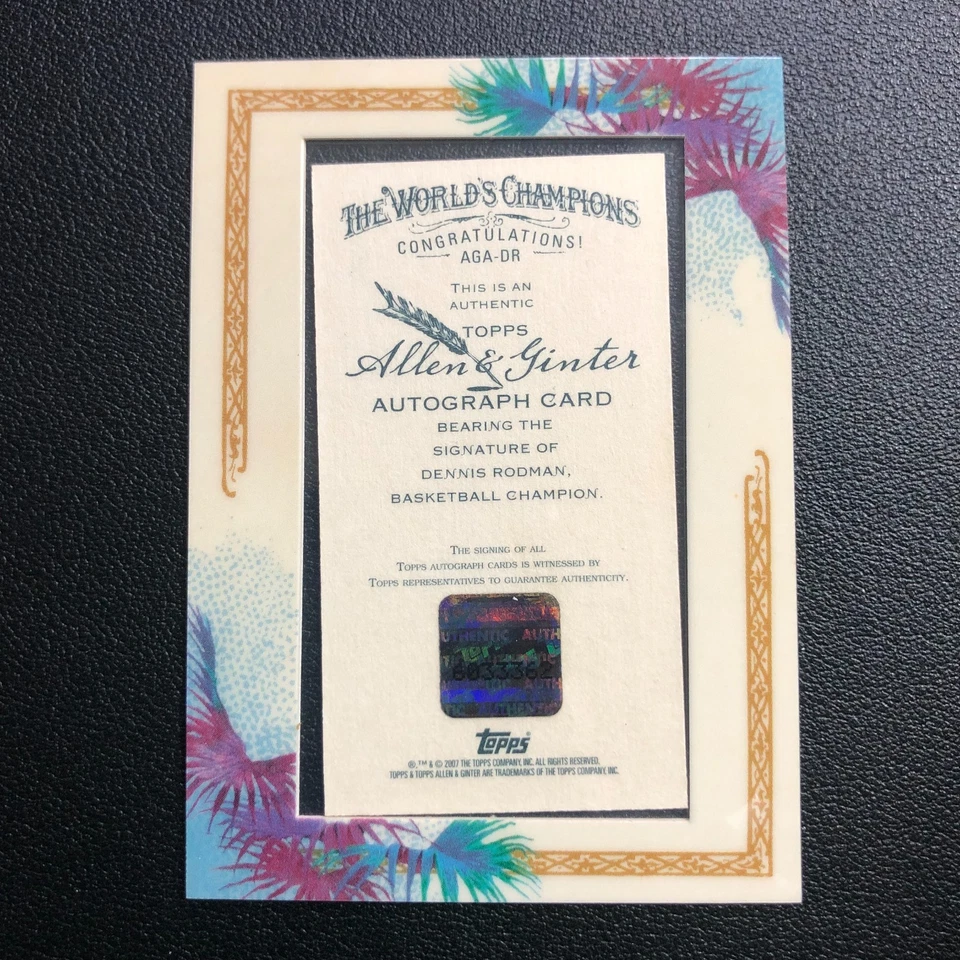 THE WORLD'S CHAMPIONS
CONGRATULATIONS!
AGA-DR
THIS IS AN
AUTHENTIC
TOPPS
Allen & Ginter
AUTOGRAPH CARD
BEARING THE
SIGNATURE OF
DENNIS RODMAN,
BASKETBALL CHAMPION.
THE SIGNING OF ALL
TOPPS AUTOGRAPH CARDS IS WITNESSED BY
TOPPS REPRESENTATIVES TO GUARANTEE AUTHENTICITY.
AUTHENTIC
Topps
®,™ & © 2007 THE TOPPS COMPANY, INC. ALL RIGHTS RESERVED.
TOPPS & TOPPS ALLEN & GINTER ARE TRADEMARKS OF THE TOPPS COMPANY, INC.